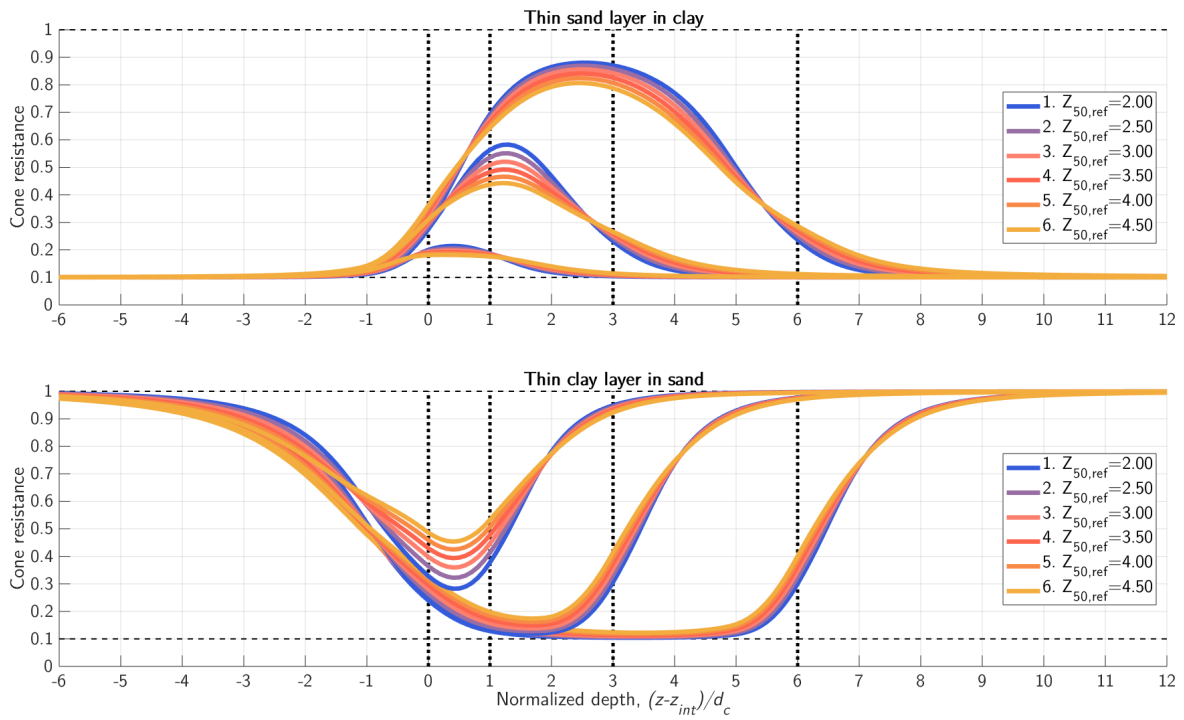 Thin sand layer in clay
Cone resistance
1
0.9
0.8
0.7
0.6
0.5
0.4
0.3
0.2
0.1
0
-6 -5 -4 -3 -2 -1 0 1 2 3 4 5 6 7 8 9 10 11 12
1. Z50,ref=2.00
2. Z50,ref=2.50
3. Z50,ref=3.00
4. Z50,ref=3.50
5. Z50,ref=4.00
6. Z50,ref=4.50
Thin clay layer in sand
Cone resistance
1
0.9
0.8
0.7
0.6
0.5
0.4
0.3
0.2
0.1
0
-6 -5 -4 -3 -2 -1 0 1 2 3 4 5 6 7 8 9 10 11 12
1. Z50,ref=2.00
2. Z50,ref=2.50
3. Z50,ref=3.00
4. Z50,ref=3.50
5. Z50,ref=4.00
6. Z50,ref=4.50
Normalized depth, (z-zint)/dc